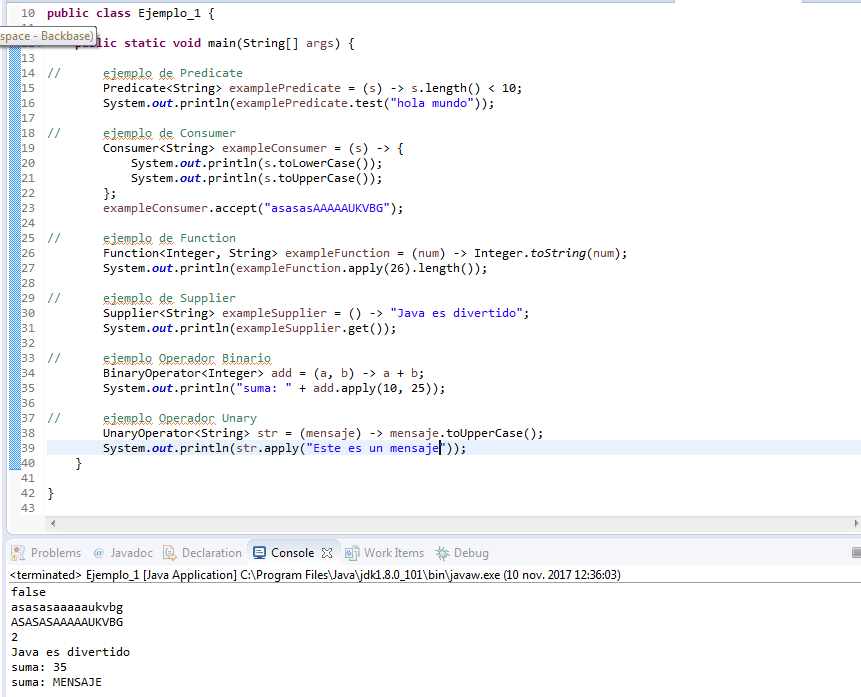 10 public class Ejemplo_1 {
space - Backbase)
public static void main(String[] args) {
13
14 // ejemplo de Predicate
15 Predicate<String> examplePredicate = (s) -> s.length() < 10;
16 System.out.println(examplePredicate.test("hola mundo"));
17
18 // ejemplo de Consumer
19 Consumer<String> exampleConsumer = (s) -> {
20 System.out.println(s.toLowerCase());
21 System.out.println(s.toUpperCase());
22 };
23 exampleConsumer.accept("asasasAAAAAUKVBG");
24
25 // ejemplo de Function
26 Function<Integer, String> exampleFunction = (num) -> Integer.toString(num);
27 System.out.println(exampleFunction.apply(26).length());
28
29 // ejemplo de Supplier
30 Supplier<String> exampleSupplier = () -> "Java es divertido";
31 System.out.println(exampleSupplier.get());
32
33 // ejemplo Operador Binario
34 BinaryOperator<Integer> add = (a, b) -> a + b;
35 System.out.println("suma: " + add.apply(10, 25));
36
37 // ejemplo Operador Unary
38 UnaryOperator<String> str = (mensaje) -> mensaje.toUpperCase();
39 System.out.println(str.apply("Este es un mensaje"));
40 }
41
42 }
43
Problems @ Javadoc Declaration Console Work Items Debug
<terminated> Ejemplo_1 [Java Application] C:\Program Files\Java\jdk1.8.0_101\bin\javaw.exe (10 nov. 2017 12:36:03)
false
asasasaaaaaukvbg
ASASASAAAAAUKVBG
2
Java es divertido
suma: 35
suma: MENSAJE